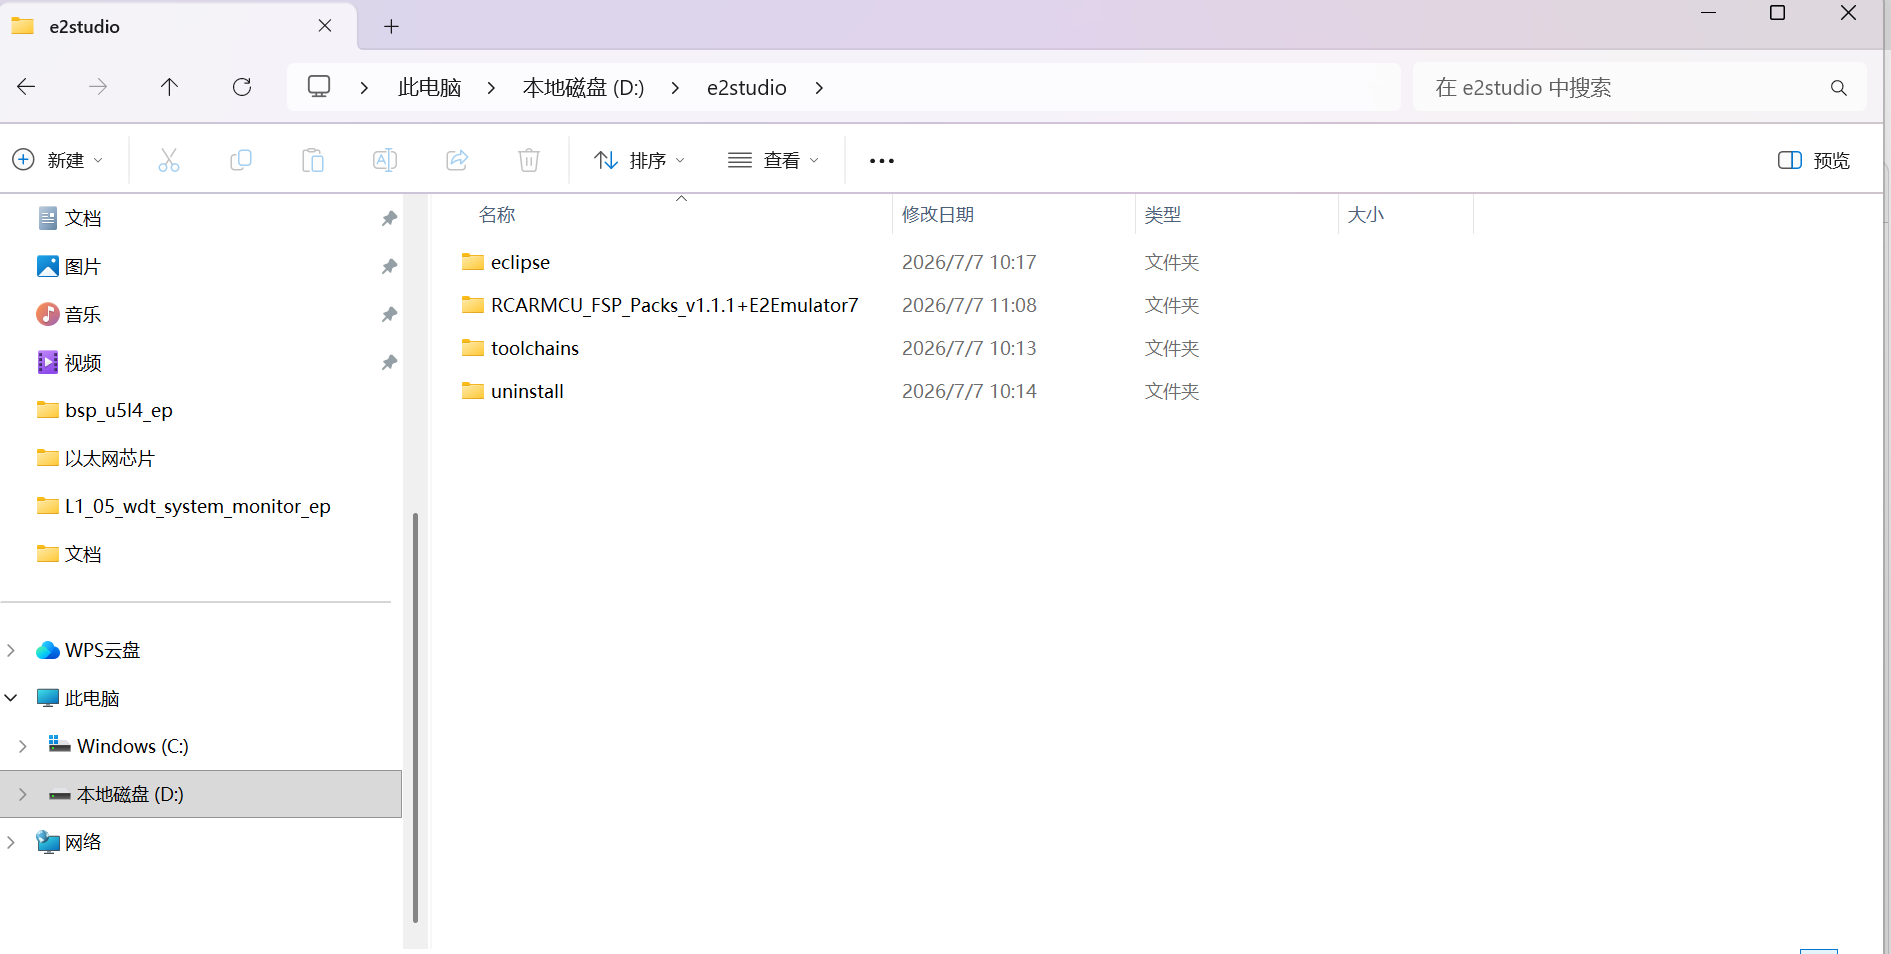 e2studio
此电脑 本地磁盘 (D:) e2studio
在 e2studio 中搜索
新建
排序
查看
预览
文档
图片
音乐
视频
bsp_u5l4_ep
以太网芯片
L1_05_wdt_system_monitor_ep
文档
WPS云盘
此电脑
Windows (C:)
本地磁盘 (D:)
网络
名称 修改日期 类型 大小
eclipse 2026/7/7 10:17 文件夹
RCARMCU_FSP_Packs_v1.1.1+E2Emulator7 2026/7/7 11:08 文件夹
toolchains 2026/7/7 10:13 文件夹
uninstall 2026/7/7 10:14 文件夹